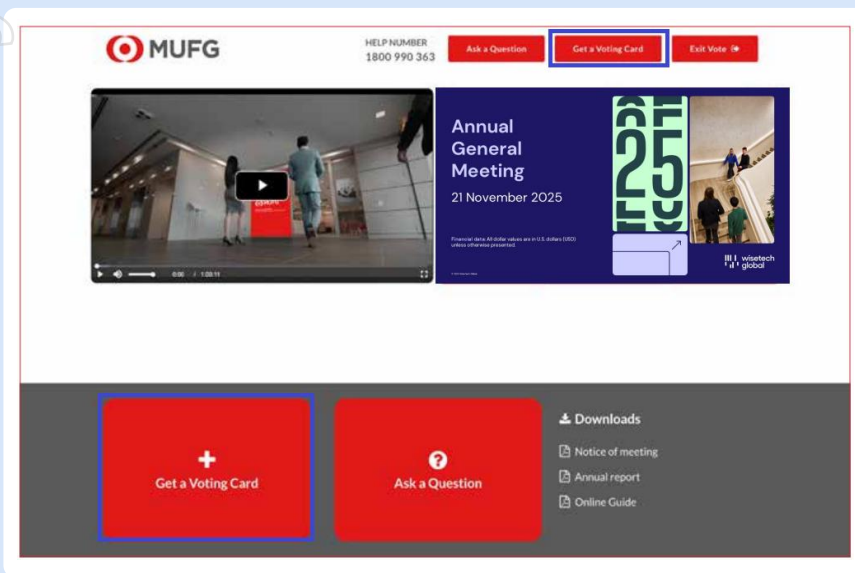 MUFG
HELP NUMBER
1800 990 363
Ask a Question
Get a Voting Card
Exit Vote
Annual
General
Meeting
21 November 2025
Financial data: All dollar values are in U.S. dollars (USD)
unless otherwise presented.
wisetech
global
MUFG
0:00 / 1:03:11
Get a Voting Card
Ask a Question
Downloads
Notice of meeting
Annual report
Online Guide